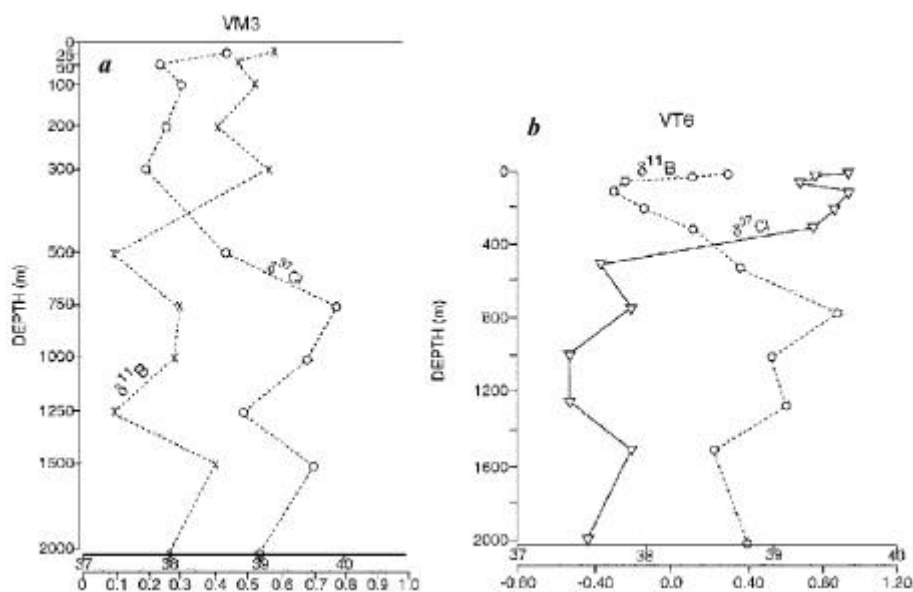 VM3
a
DEPTH (m)
0
25
50
100
200
300
500
750
1000
1250
1500
2000
δ³⁷Cl
δ¹¹B
37 38 39 40
0 0.1 0.2 0.3 0.4 0.5 0.6 0.7 0.8 0.9 1.0
b
VT6
DEPTH (m)
0
400
800
1200
1600
2000
δ¹¹B
δ³⁷Cl
37 38 39 40
-0.80 -0.40 0.0 0.40 0.80 1.20